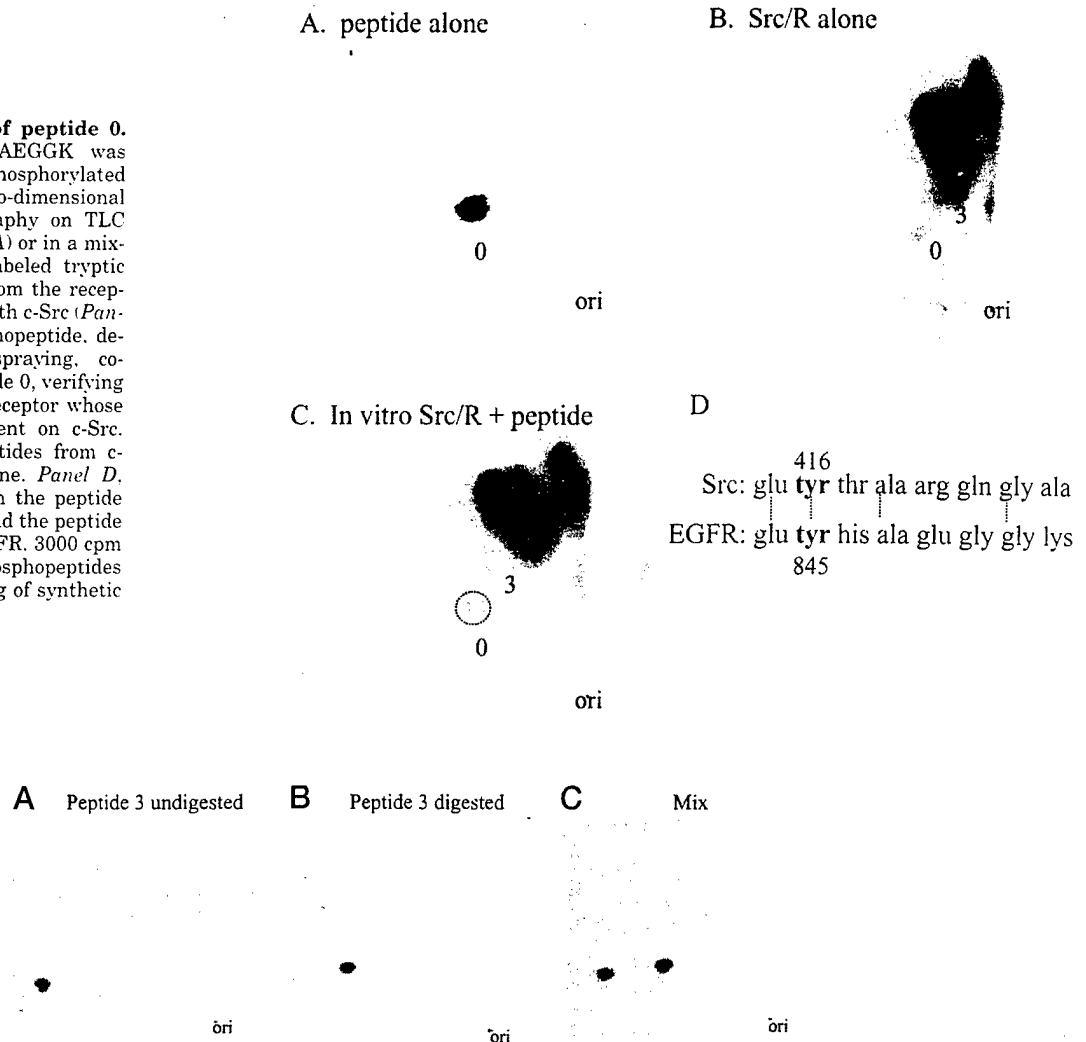 of peptide 0.
AEGGK was
hosphorylated
o-dimensional
aphy on TLC
A) or in a mix-
abeled tryptic
om the recep-
th c-Src (Pan-
hopeptide, de-
spraying, co-
le 0, verifying
eceptor whose
ent on c-Src.
tides from c-
ne. Panel D,
n the peptide
nd the peptide
FR. 3000 cpm
osphopeptides
g of synthetic
A. peptide alone
0
ori
B. Src/R alone
3
0
ori
C. In vitro Src/R + peptide
3
0
ori
D
416
Src: glu tyr thr ala arg gln gly ala
EGFR: glu tyr his ala glu gly gly lys
845
A Peptide 3 undigested
ori
B Peptide 3 digested
ori
C Mix
ori